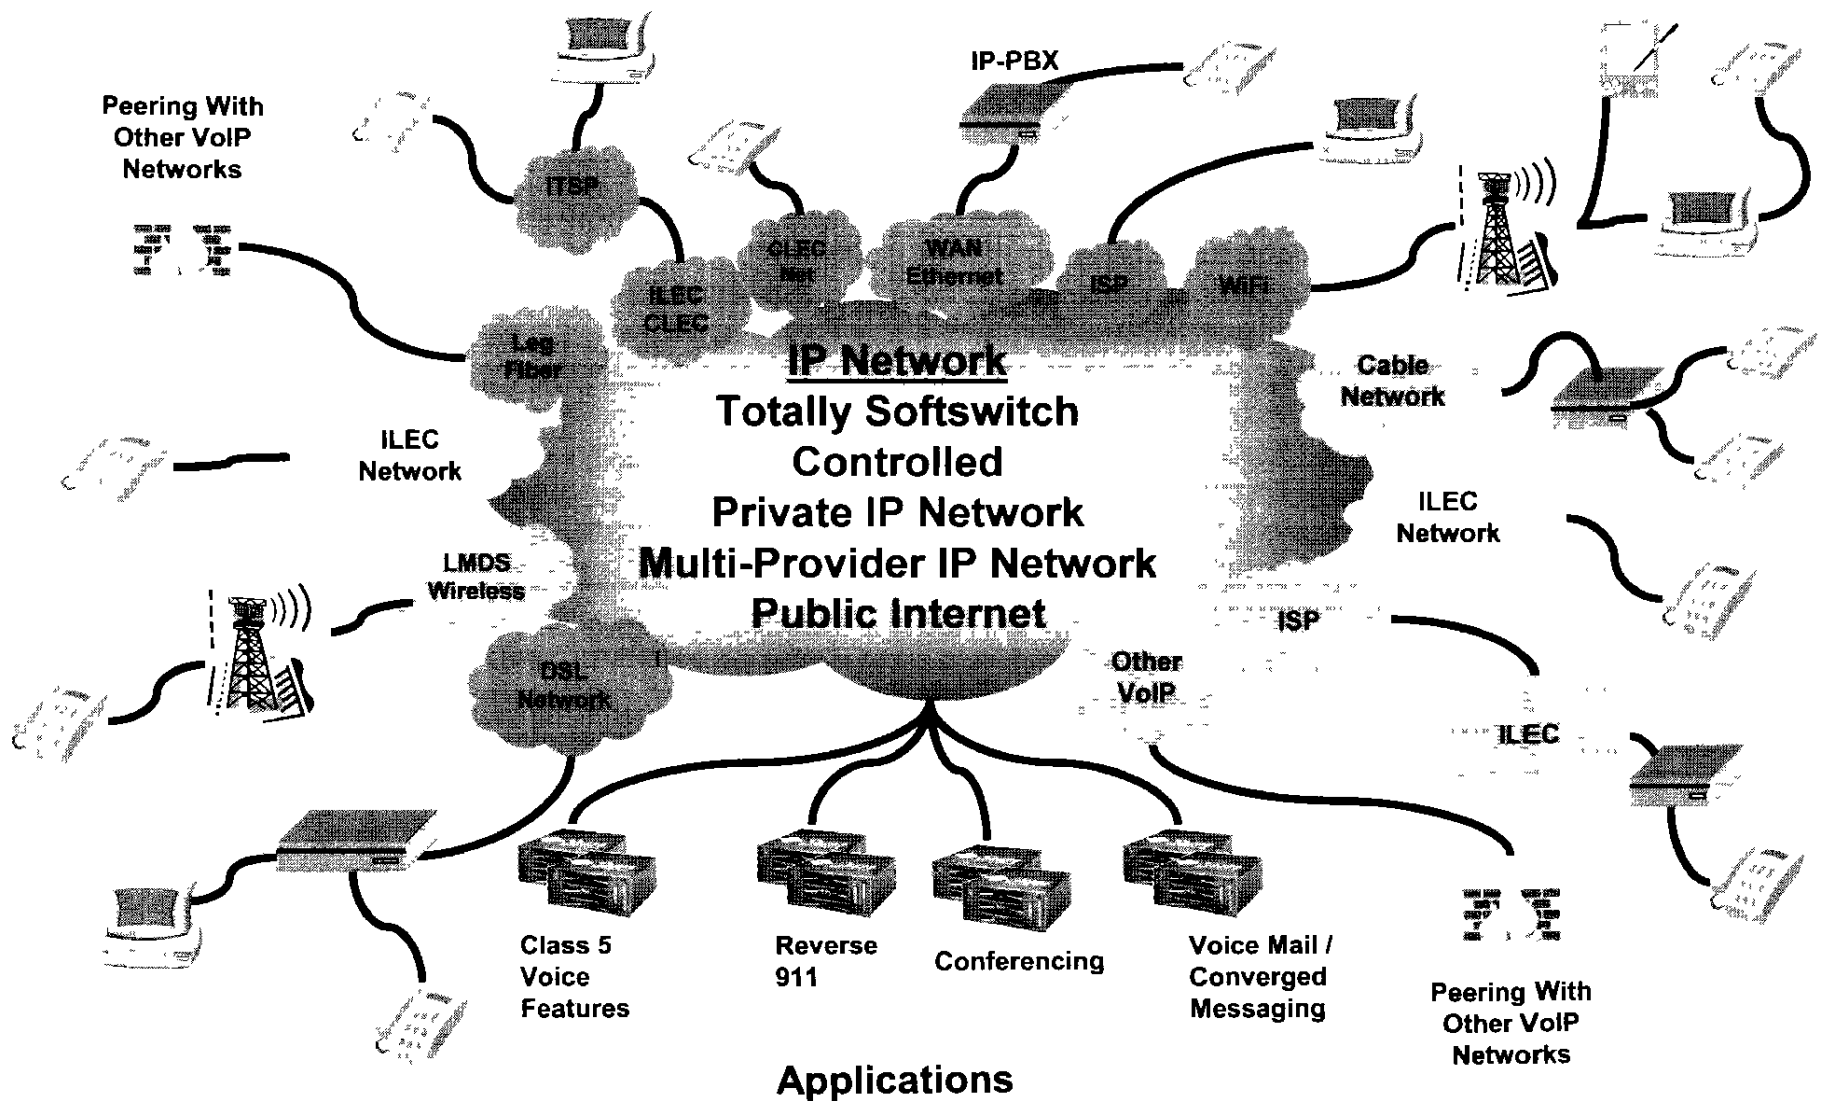 IP-PBX
Peering With
Other VoIP
Networks
ITSP
CLEC
Net
WAN
Ethernet
ISP
WiFi
ILEC
CLEC
Leg
Fiber
IP Network
Totally Softswitch
Controlled
Private IP Network
Multi-Provider IP Network
Public Internet
Cable
Network
ILEC
Network
ILEC
Network
LMDS
Wireless
ISP
DSL
Network
Other
VoIP
ILEC
Class 5
Voice
Features
Reverse
911
Conferencing
Voice Mail /
Converged
Messaging
Peering With
Other VoIP
Networks
Applications